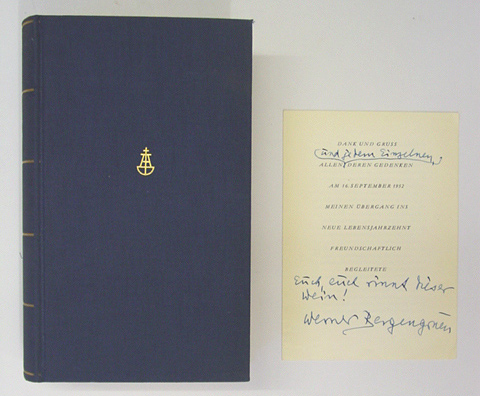 DANK UND GRUSS
(und jedem Einzelnen)
ALLEN, DEREN GEDENKEN
AM 16. SEPTEMBER 1952
MEINEN ÜBERGANG INS
NEUE LEBENSJAHRZEHNT
FREUNDSCHAFTLICH
BEGLEITETE
Euch, euch rinnt dieser
Wein!
Werner Bergengruen